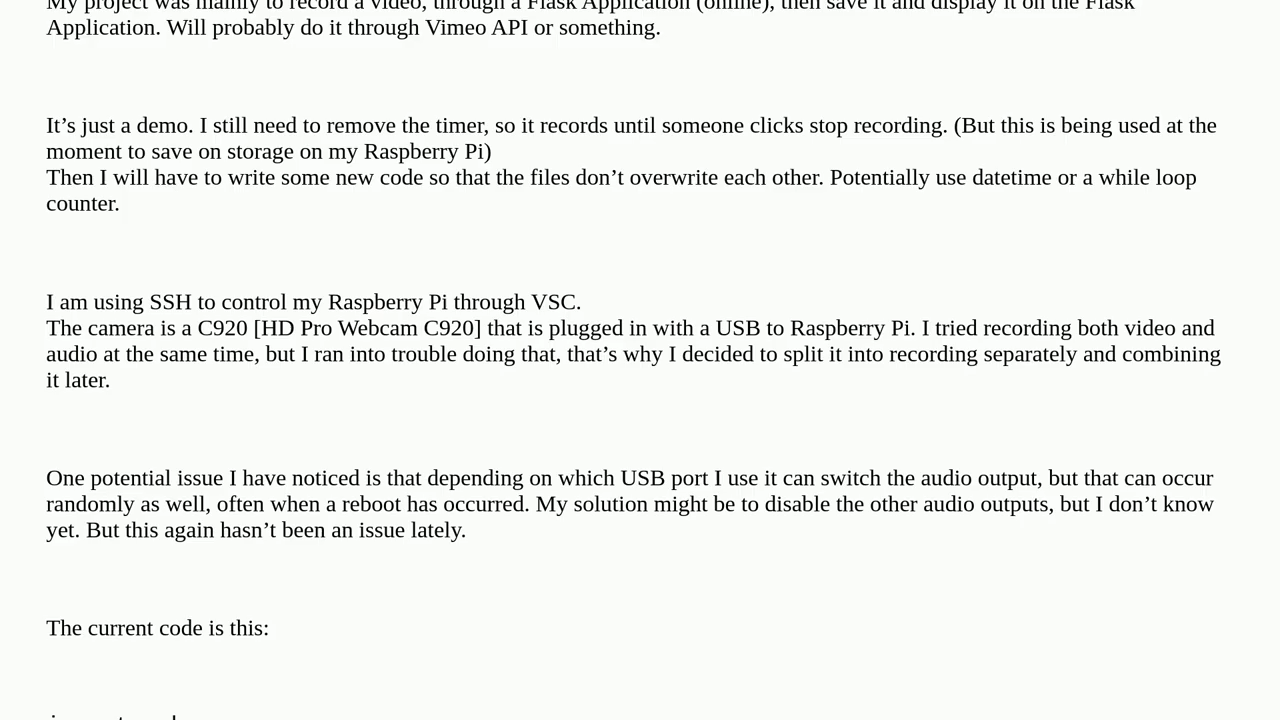 My project was mainly to record a video, through a Flask Application (online), then save it and display it on the Flask
Application. Will probably do it through Vimeo API or something.
It’s just a demo. I still need to remove the timer, so it records until someone clicks stop recording. (But this is being used at the
moment to save on storage on my Raspberry Pi)
Then I will have to write some new code so that the files don’t overwrite each other. Potentially use datetime or a while loop
counter.
I am using SSH to control my Raspberry Pi through VSC.
The camera is a C920 [HD Pro Webcam C920] that is plugged in with a USB to Raspberry Pi. I tried recording both video and
audio at the same time, but I ran into trouble doing that, that’s why I decided to split it into recording separately and combining
it later.
One potential issue I have noticed is that depending on which USB port I use it can switch the audio output, but that can occur
randomly as well, often when a reboot has occurred. My solution might be to disable the other audio outputs, but I don’t know
yet. But this again hasn’t been an issue lately.
The current code is this: